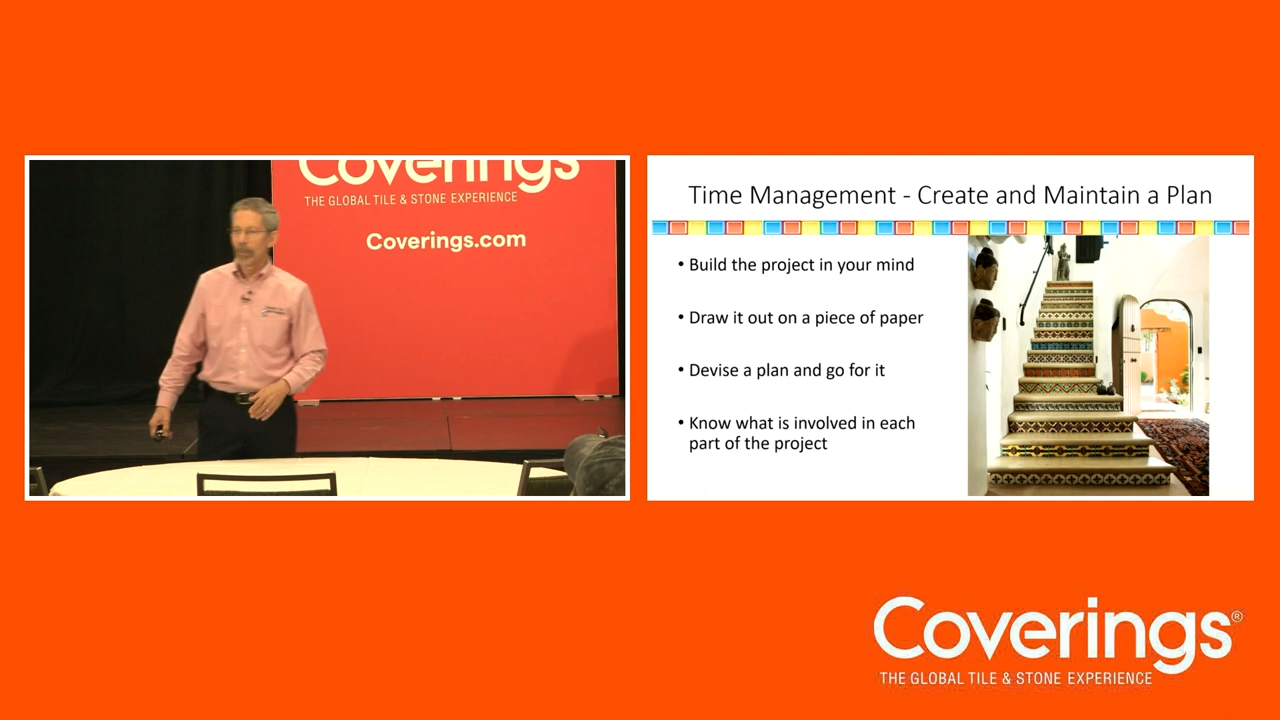 Coverings
THE GLOBAL TILE & STONE EXPERIENCE
Coverings.com
Time Management - Create and Maintain a Plan
• Build the project in your mind
• Draw it out on a piece of paper
• Devise a plan and go for it
• Know what is involved in each
part of the project
Coverings®
THE GLOBAL TILE & STONE EXPERIENCE